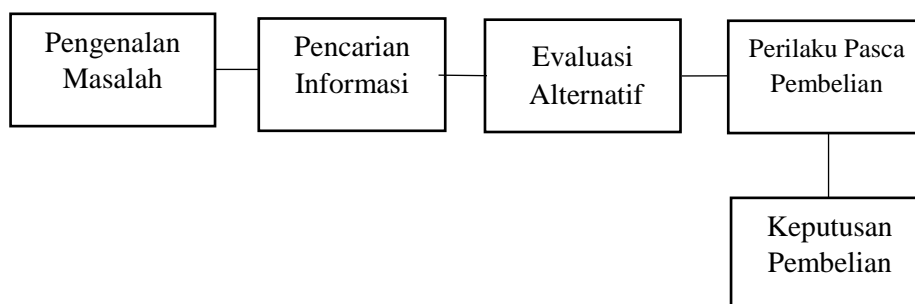 Pengenalan
Masalah
Pencarian
Informasi
Evaluasi
Alternatif
Perilaku Pasca
Pembelian
Keputusan
Pembelian